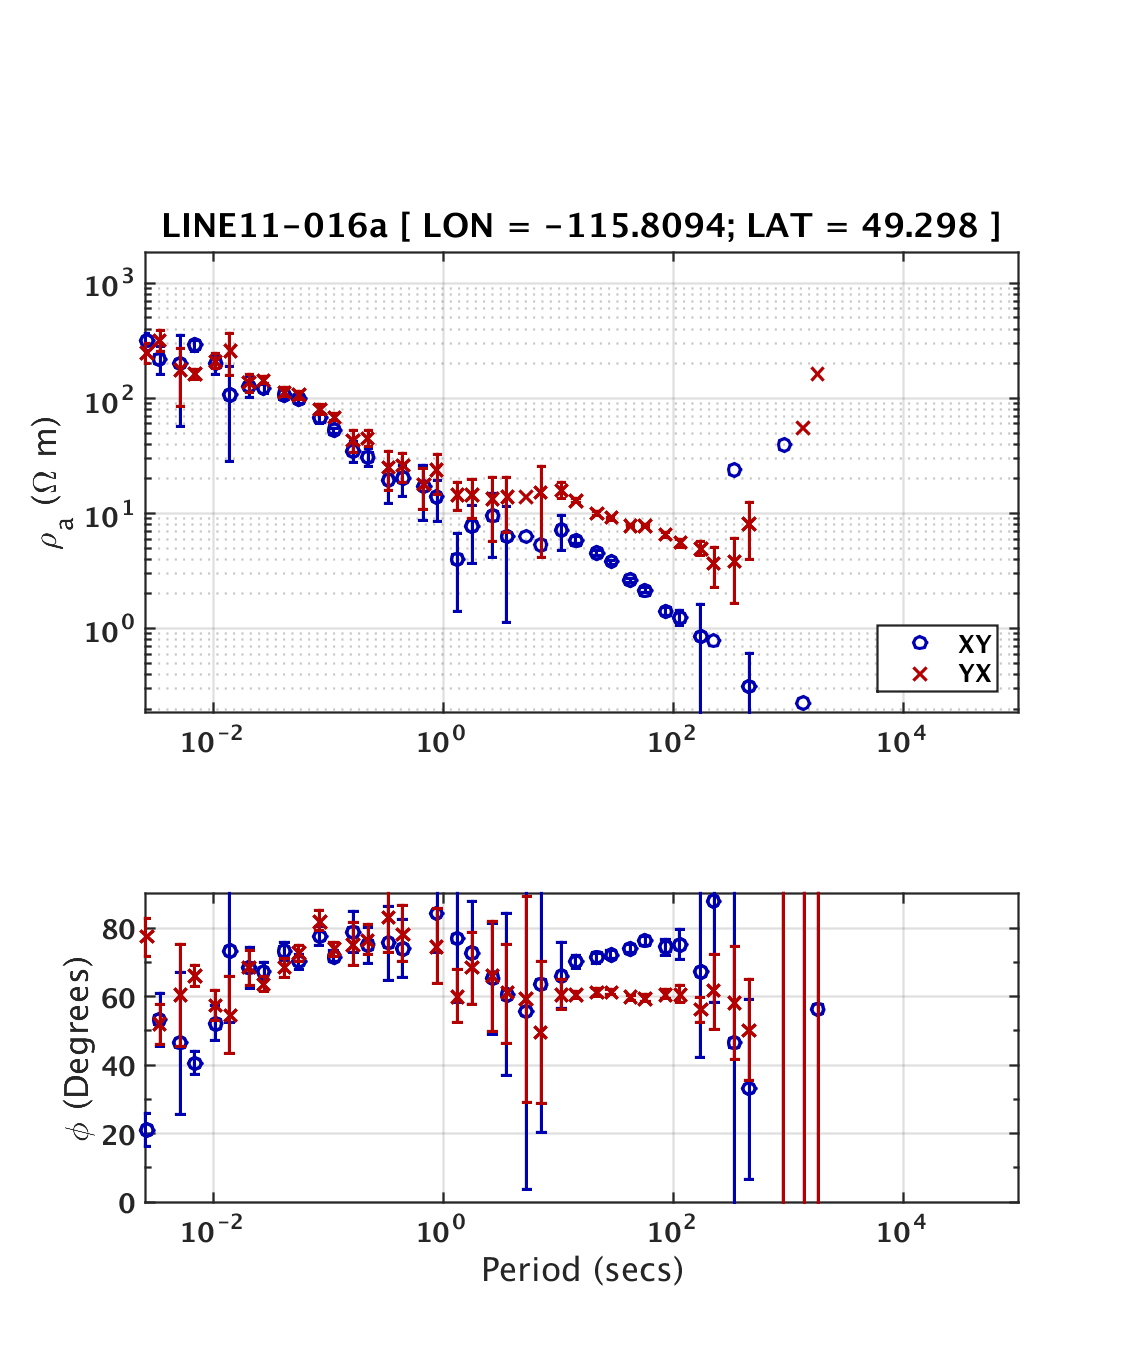 LINE11-016a [ LON = -115.8094; LAT = 49.298 ]
10³
10²
10¹
10⁰
ρa (Ω m)
XY
YX
10⁻² 10⁰ 10² 10⁴
80
60
40
20
0
ϕ (Degrees)
10⁻² 10⁰ 10² 10⁴
Period (secs)